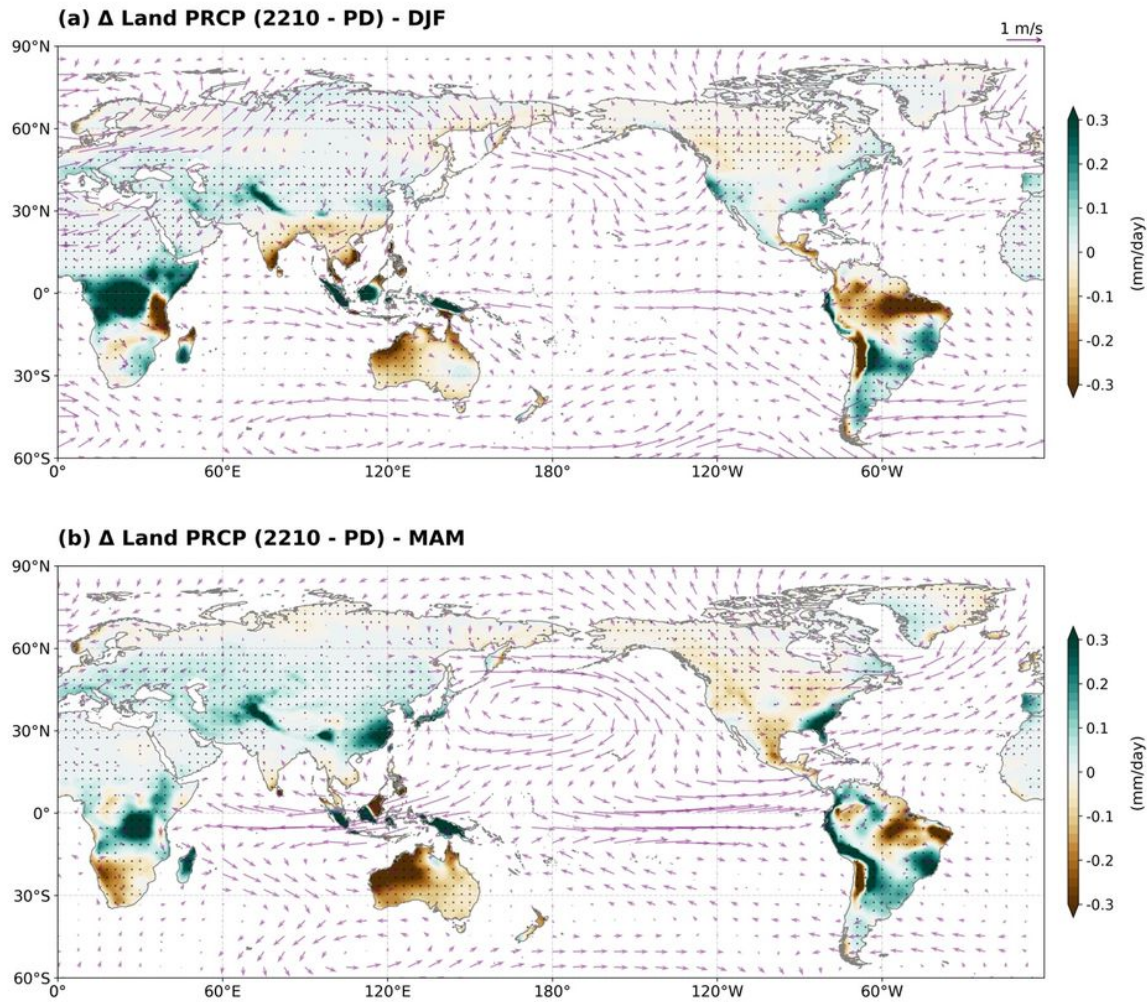 (a) Δ Land PRCP (2210 - PD) - DJF
1 m/s
90°N
60°N
30°N
0°
30°S
60°S
0°
60°E
120°E
180°
120°W
60°W
0.3
0.2
0.1
0
-0.1
-0.2
-0.3
(mm/day)
(b) Δ Land PRCP (2210 - PD) - MAM
90°N
60°N
30°N
0°
30°S
60°S
0°
60°E
120°E
180°
120°W
60°W
0.3
0.2
0.1
0
-0.1
-0.2
-0.3
(mm/day)